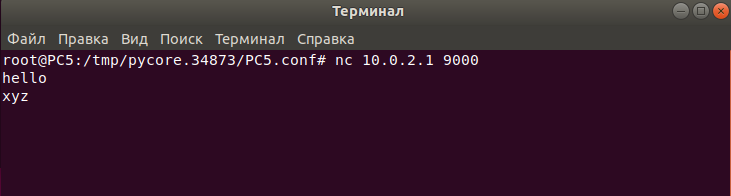 Терминал
Файл Правка Вид Поиск Терминал Справка
root@PC5:/tmp/pycore.34873/PC5.conf# nc 10.0.2.1 9000
hello
xyz